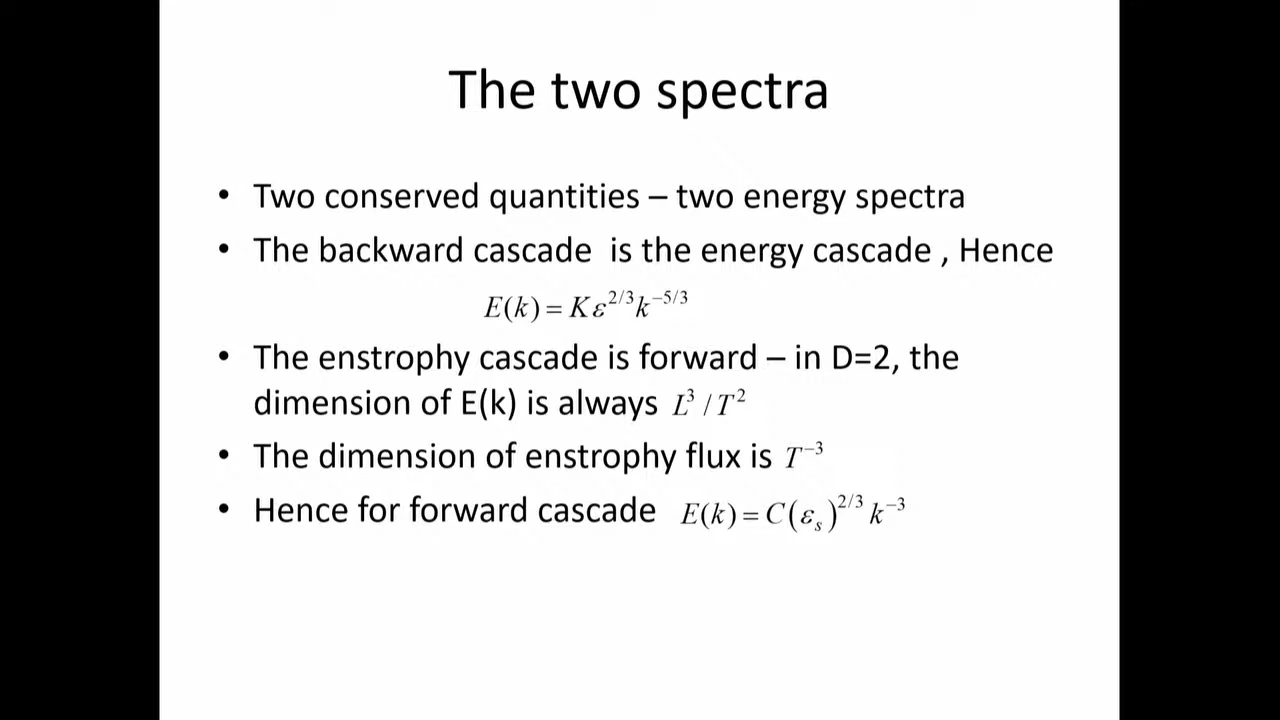 The two spectra
• Two conserved quantities – two energy spectra
• The backward cascade is the energy cascade , Hence
E(k) = Kε^{2/3}k^{−5/3}
• The enstrophy cascade is forward – in D=2, the
dimension of E(k) is always L^3 / T^2
• The dimension of enstrophy flux is T^{−3}
• Hence for forward cascade E(k) = C(ε_s)^{2/3} k^{−3}